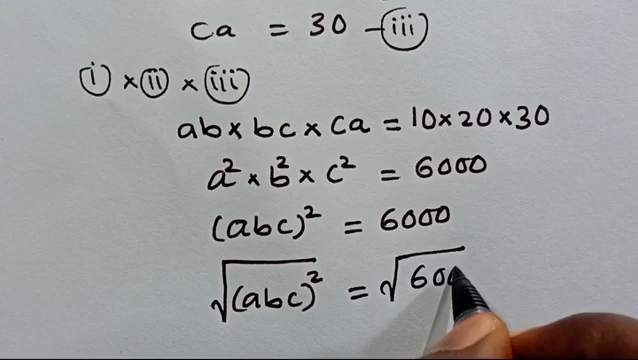 ca = 30 - (iii)
(i) × (ii) × (iii)
ab × bc × ca = 10 × 20 × 30
a² × b² × c² = 6000
(abc)² = 6000
√(abc)² = √600